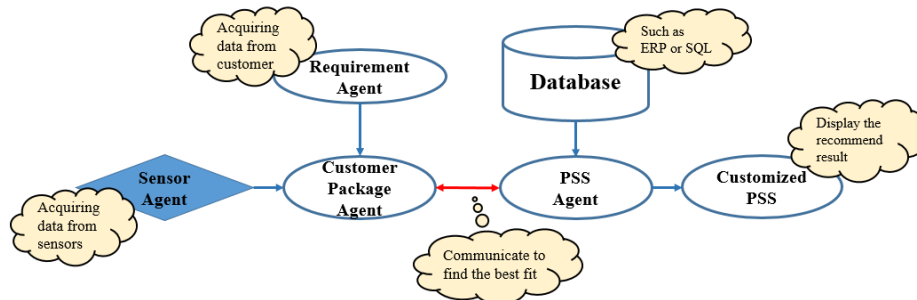 Acquiring
data from
customer
Requirement
Agent
Such as
ERP or SQL
Database
Display the
recommend
result
Sensor
Agent
Customer
Package
Agent
PSS
Agent
Customized
PSS
Acquiring
data from
sensors
Communicate to
find the best fit